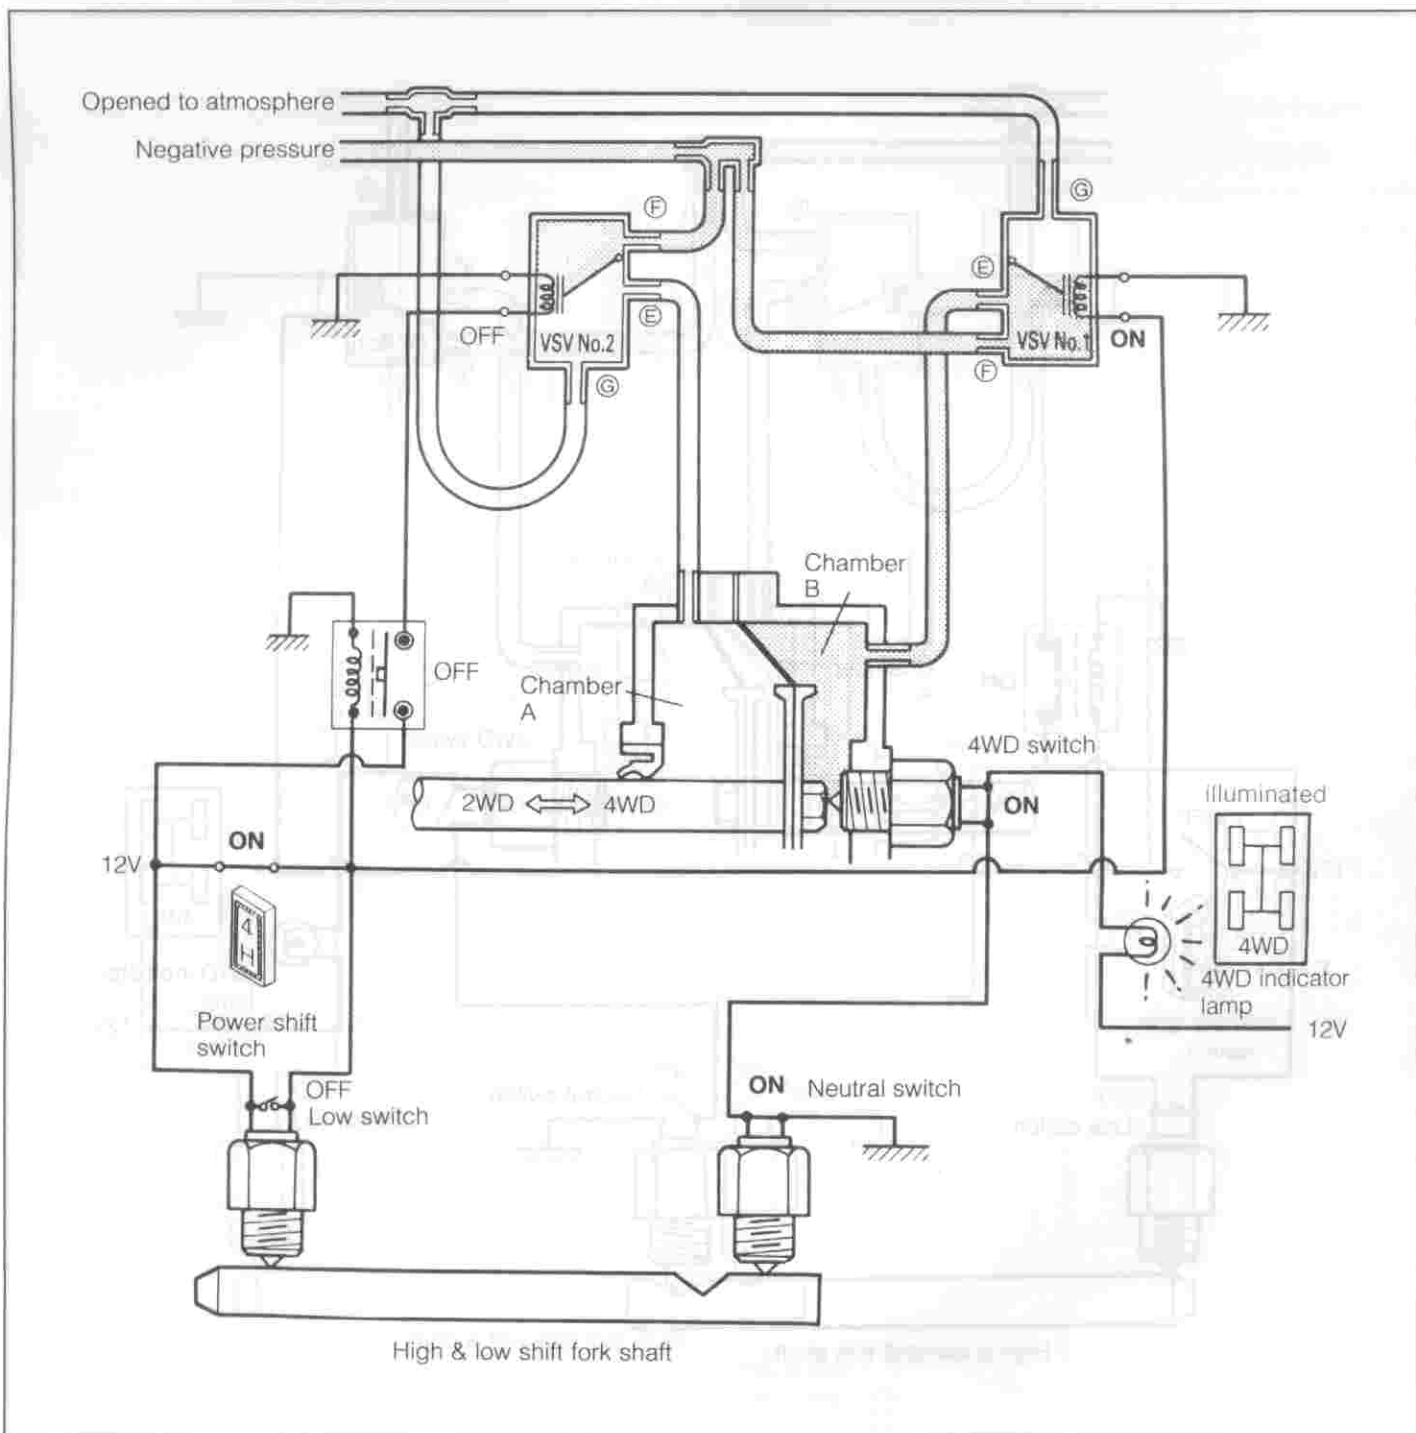 Opened to atmosphere
Negative pressure
G
F
E
E
OFF
VSV No.2
VSV No.1
ON
G
F
Chamber
B
OFF
Chamber
A
4WD switch
2WD
4WD
ON
illuminated
12V
ON
4
H
4WD
4WD indicator
lamp
12V
Power shift
switch
OFF
Low switch
ON
Neutral switch
High & low shift fork shaft